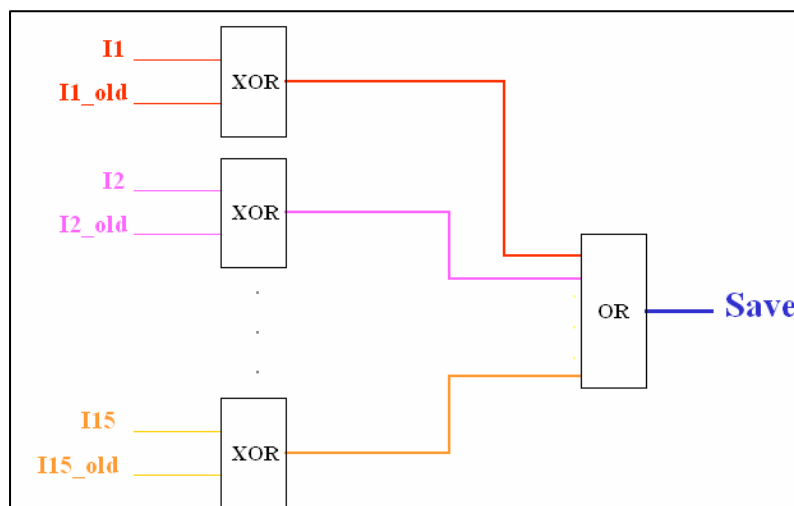 I1
XOR
I1_old
I2
XOR
I2_old
OR
Save
I15
XOR
I15_old